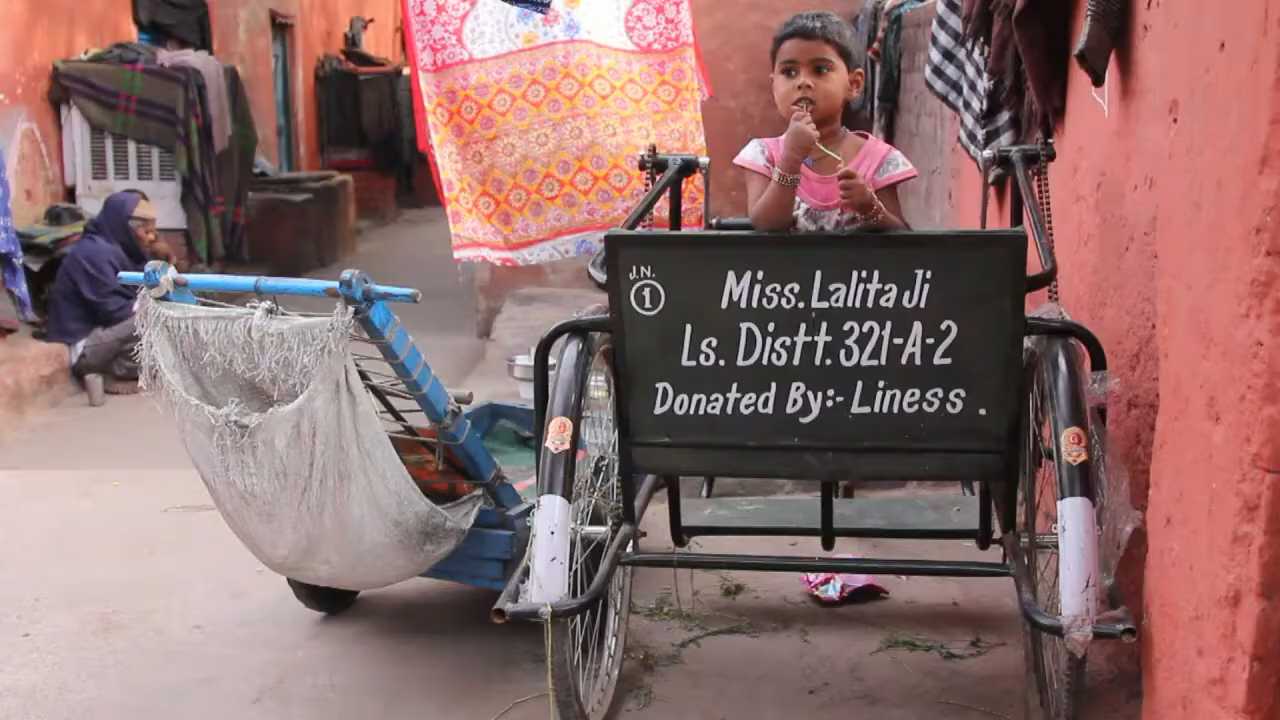 J.N.
1
Miss. Lalita Ji
Ls. Distt. 321-A-2
Donated By:- Liness .